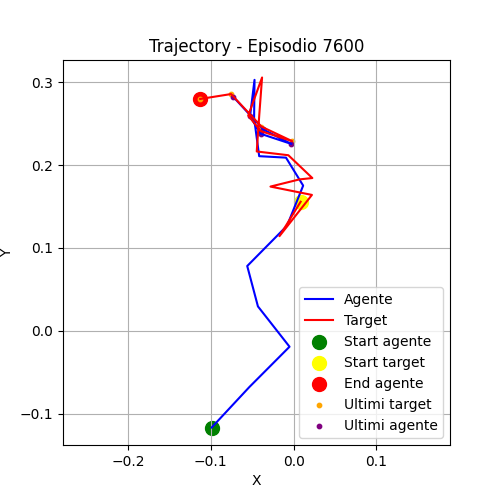 Trajectory - Episodio 7600
0.3
0.2
0.1
0.0
−0.1
Y
Agente
Target
Start agente
Start target
End agente
Ultimi target
Ultimi agente
−0.2
−0.1
0.0
0.1
X